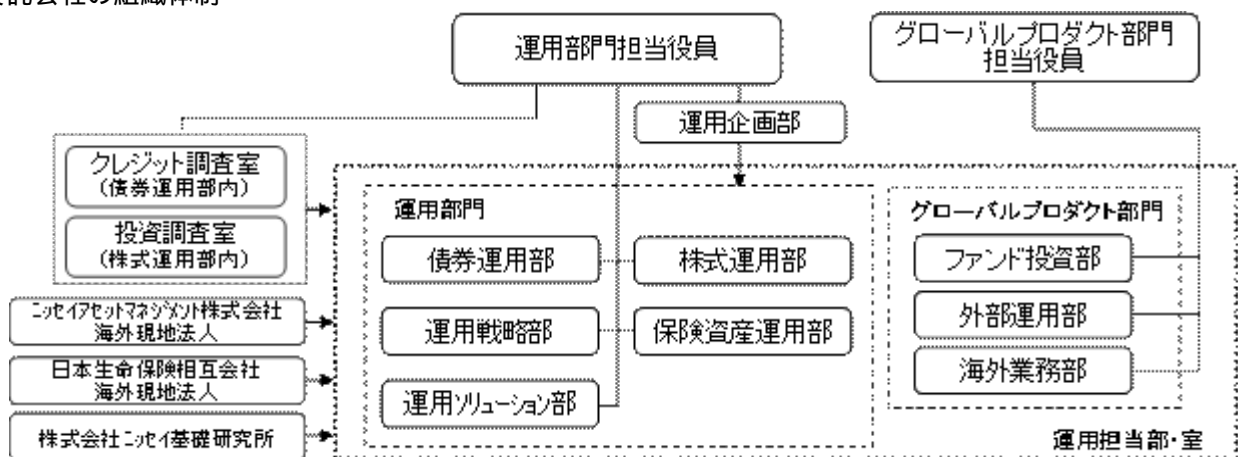 運用部門担当役員
グローバルプロダクト部門
担当役員
運用企画部
クレジット調査室
(債券運用部内)
投資調査室
(株式運用部内)
運用部門
債券運用部
株式運用部
運用戦略部
保険資産運用部
運用ソリューション部
グローバルプロダクト部門
ファンド投資部
外部運用部
海外業務部
ニッセイアセットマネジメント株式会社
海外現地法人
日本生命保険相互会社
海外現地法人
株式会社ニッセイ基礎研究所
運用担当部・室